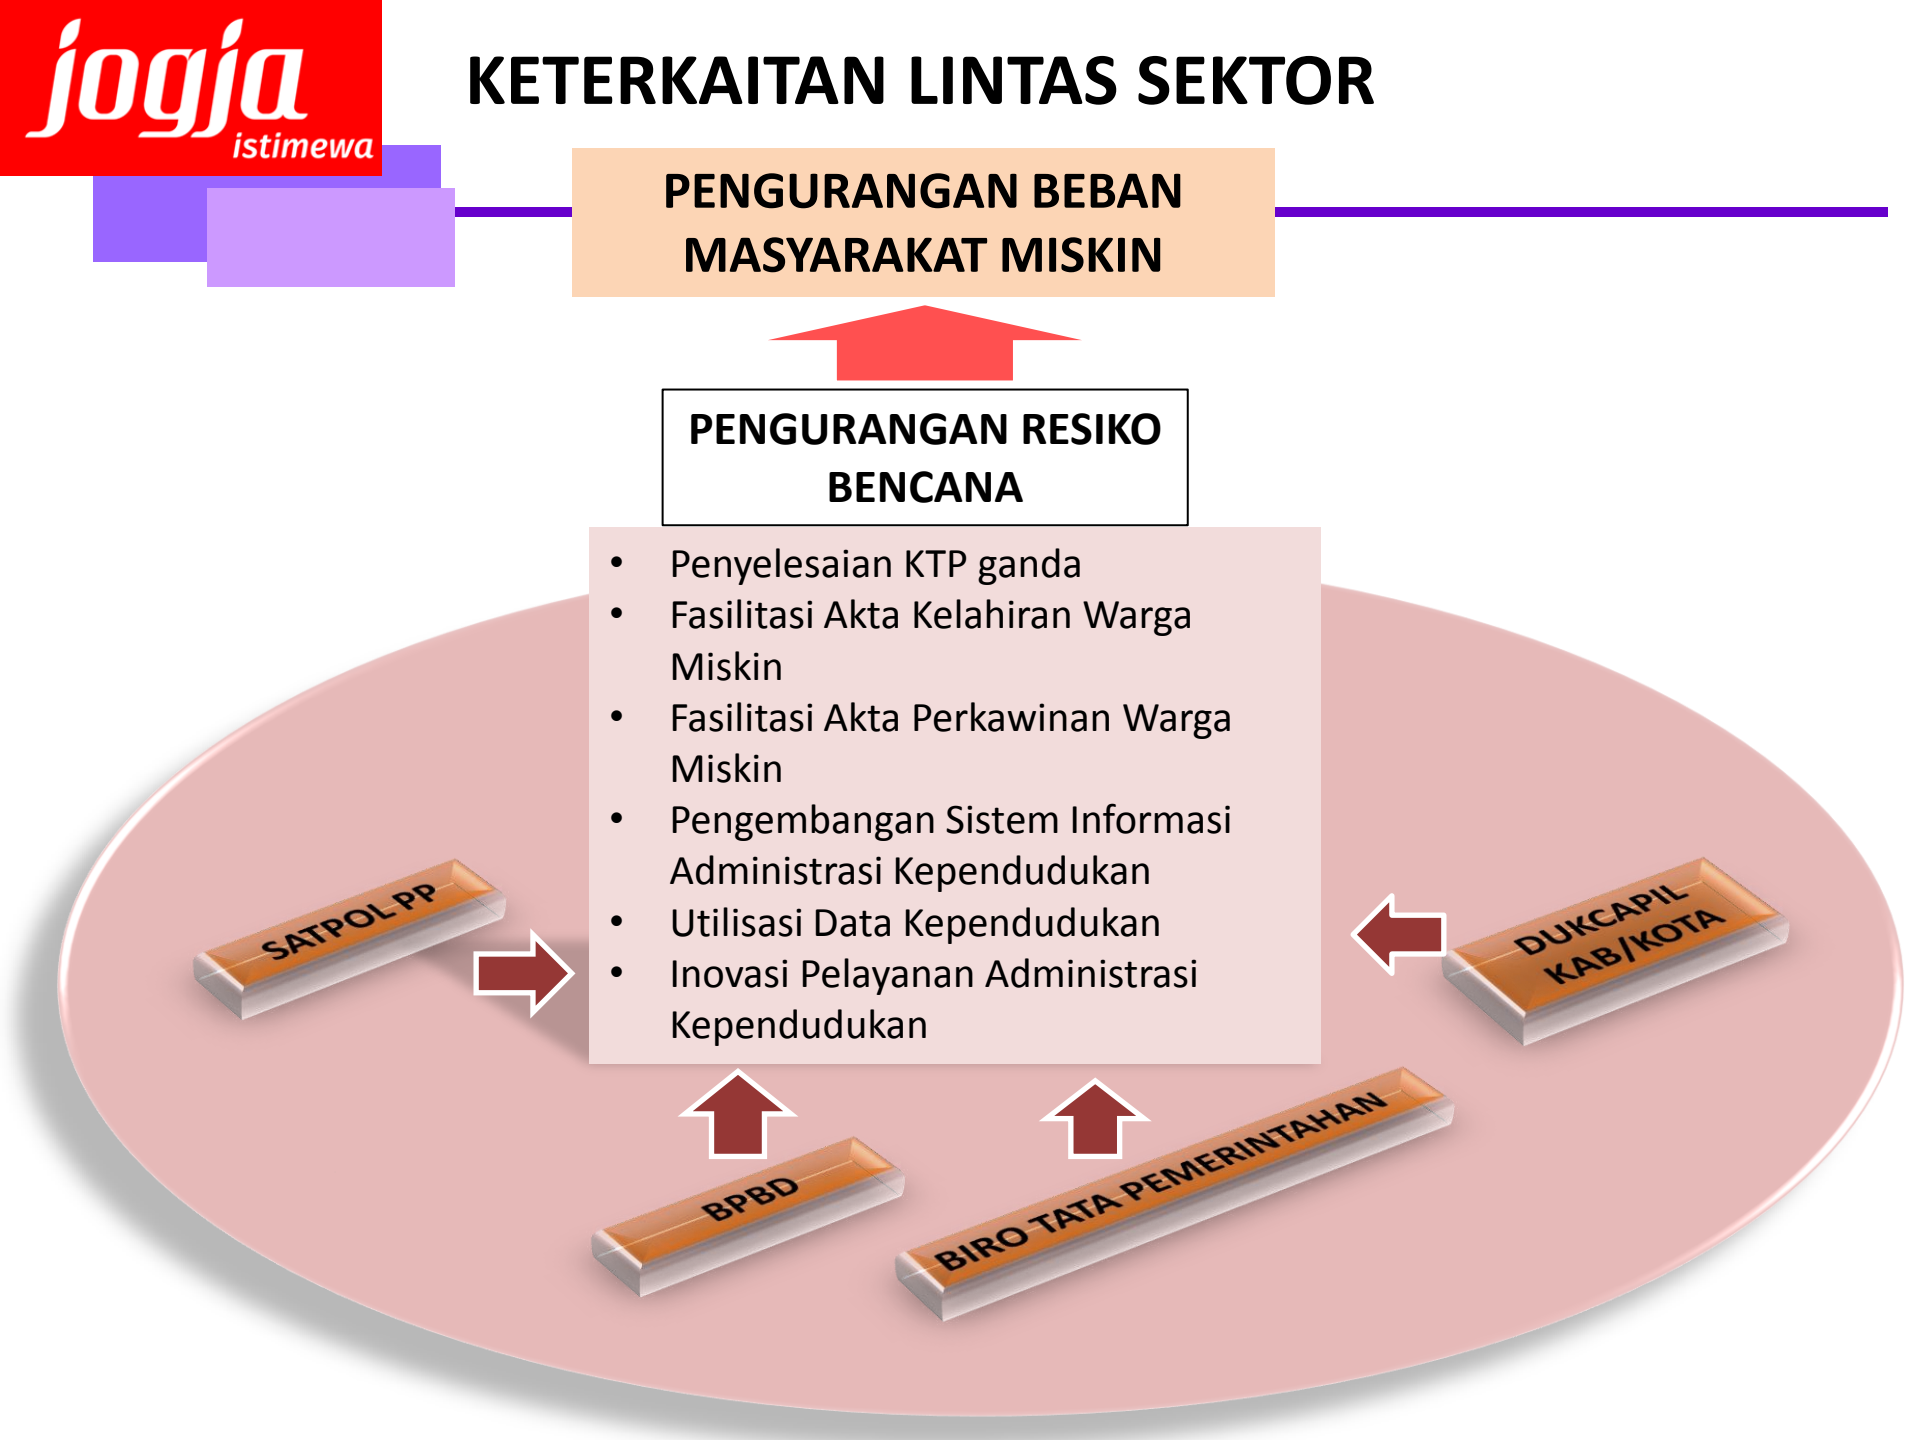 jogja
istimewa
KETERKAITAN LINTAS SEKTOR
PENGURANGAN BEBAN
MASYARAKAT MISKIN
PENGURANGAN RESIKO
BENCANA
• Penyelesaian KTP ganda
• Fasilitasi Akta Kelahiran Warga
Miskin
• Fasilitasi Akta Perkawinan Warga
Miskin
• Pengembangan Sistem Informasi
Administrasi Kependudukan
• Utilisasi Data Kependudukan
• Inovasi Pelayanan Administrasi
Kependudukan
SATPOL PP
DUKCAPIL
KAB/KOTA
BPBD
BIRO TATA PEMERINTAHAN